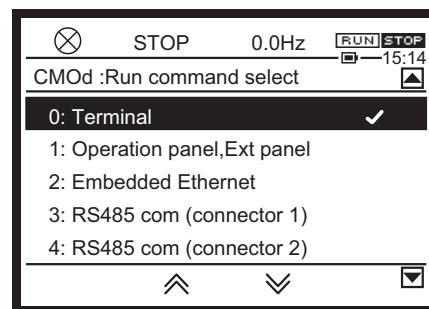 STOP 0.0Hz RUN STOP
15:14
CMOd :Run command select
0: Terminal
1: Operation panel,Ext panel
2: Embedded Ethernet
3: RS485 com (connector 1)
4: RS485 com (connector 2)